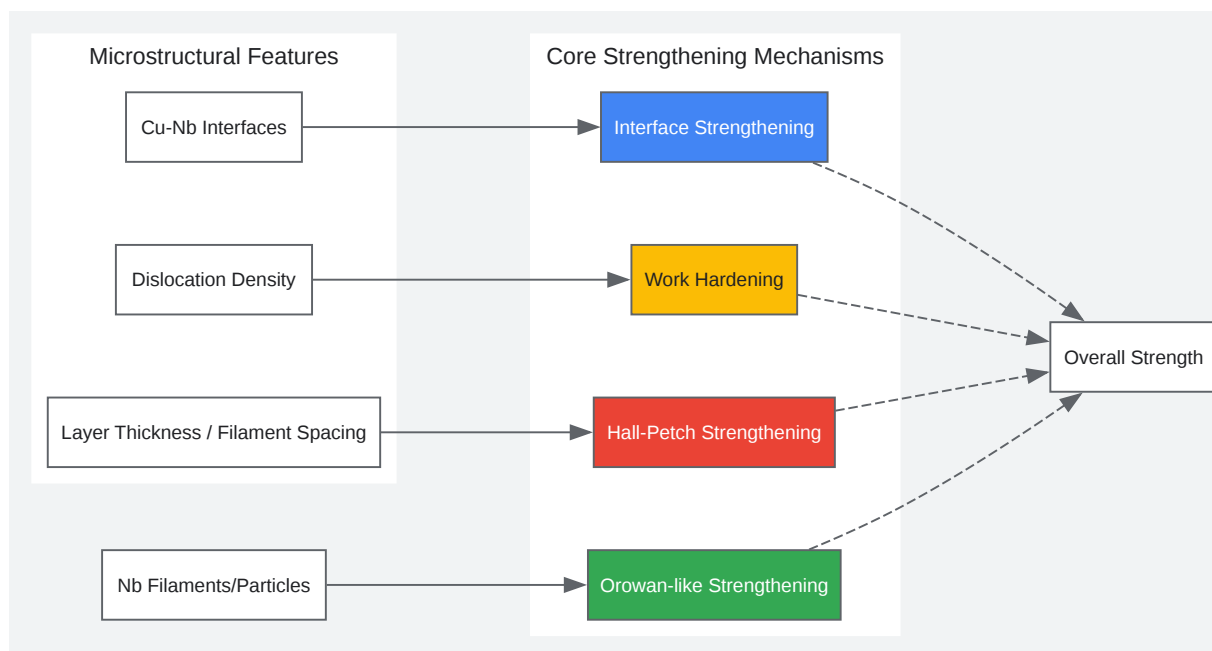 Microstructural Features
Core Strengthening Mechanisms
Cu-Nb Interfaces
Interface Strengthening
Dislocation Density
Work Hardening
Overall Strength
Layer Thickness / Filament Spacing
Hall-Petch Strengthening
Nb Filaments/Particles
Orowan-like Strengthening